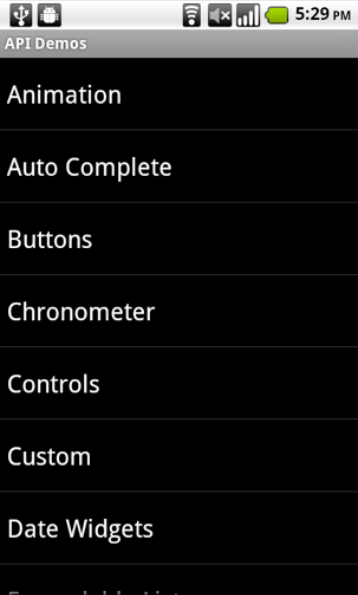 5:29 PM
API Demos
Animation
Auto Complete
Buttons
Chronometer
Controls
Custom
Date Widgets